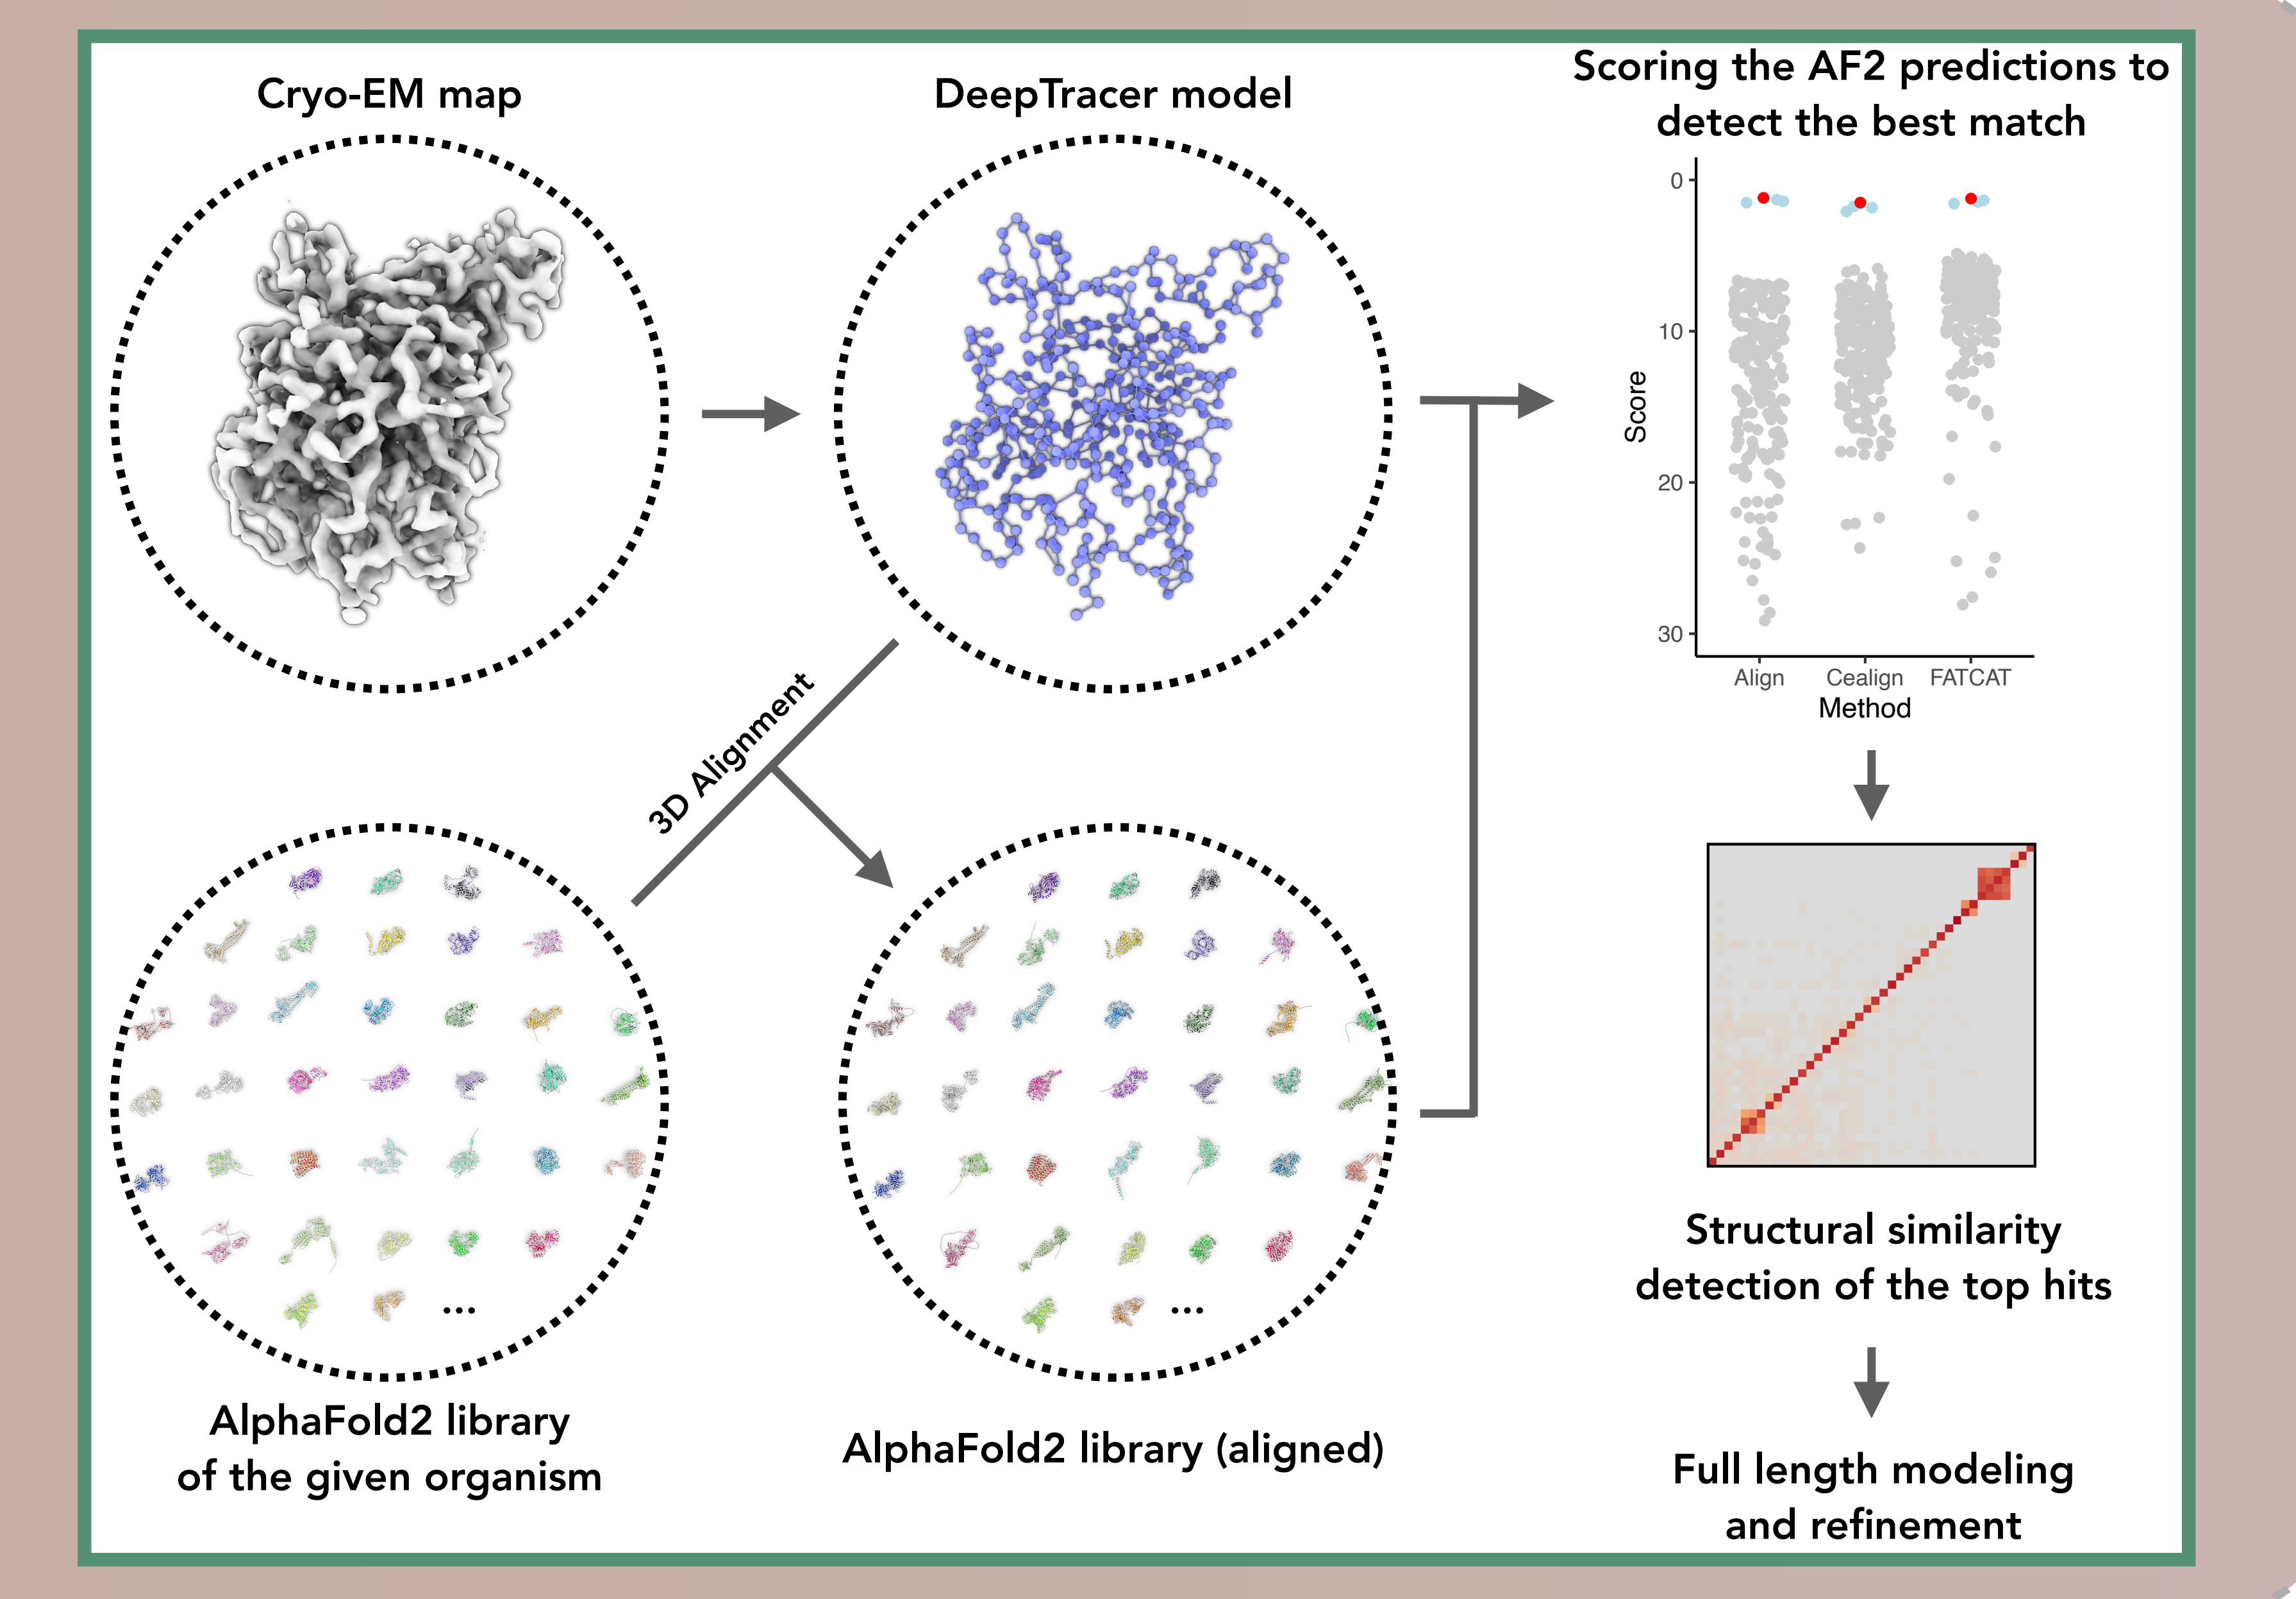 Cryo-EM map
DeepTracer model
Scoring the AF2 predictions to
detect the best match
0
10
20
30
Score
Align
Cealign
FATCAT
Method
3D Alignment
AlphaFold2 library
of the given organism
...
AlphaFold2 library (aligned)
...
Structural similarity
detection of the top hits
Full length modeling
and refinement